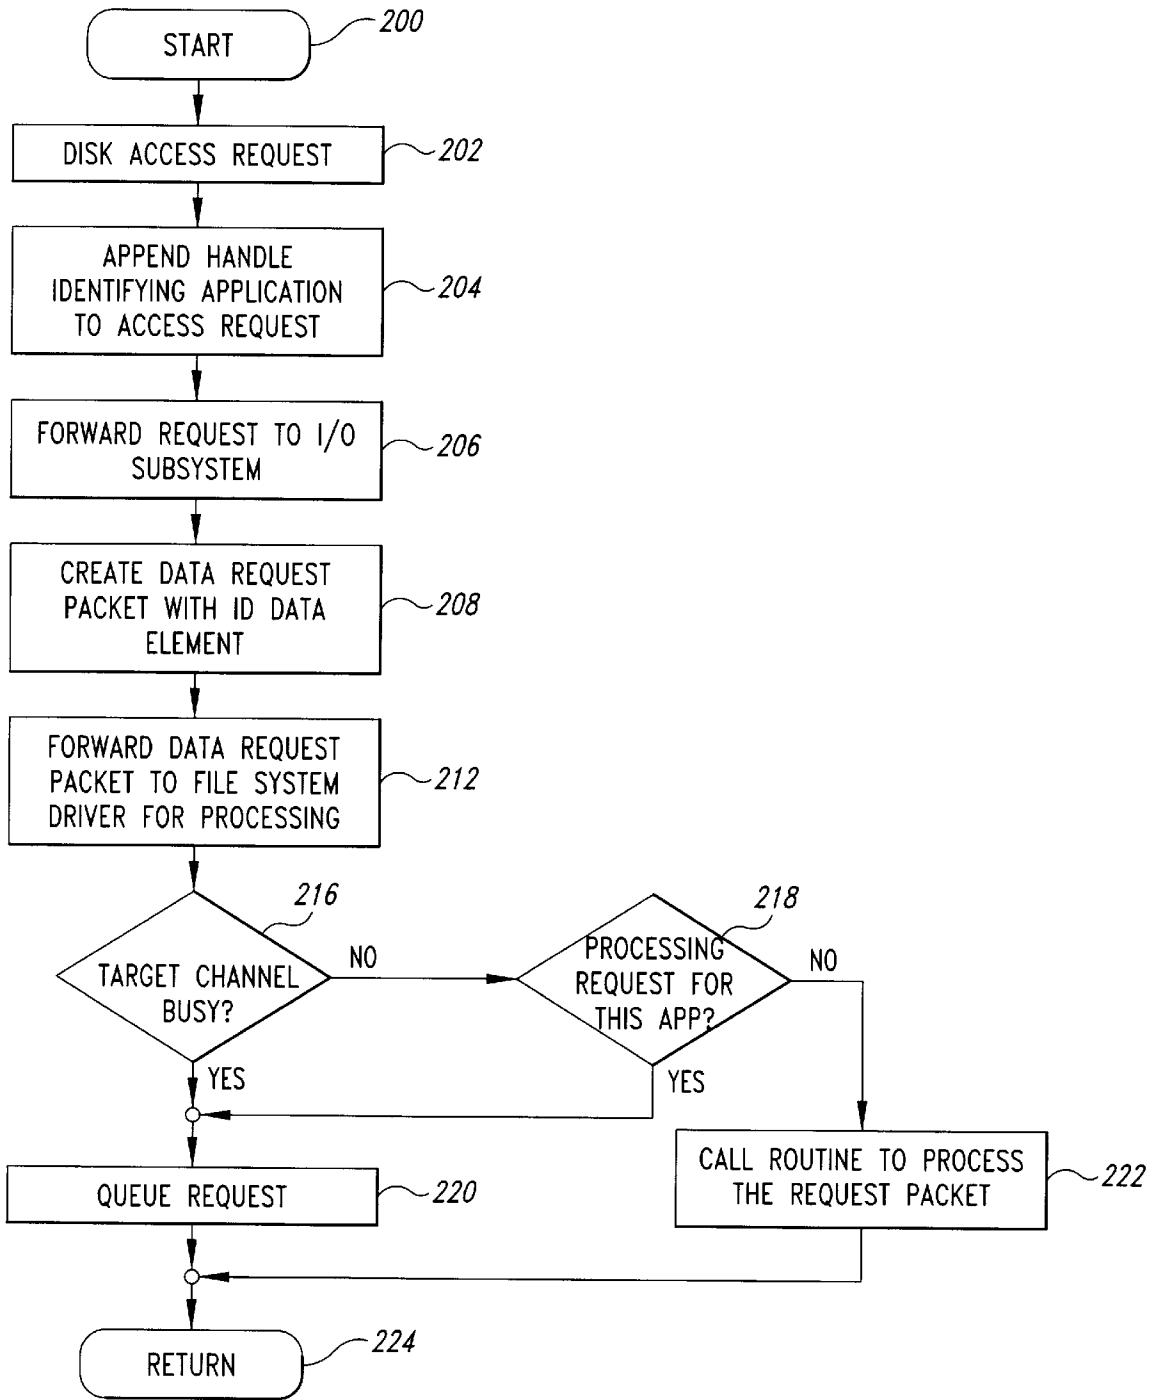 START
200
DISK ACCESS REQUEST
202
APPEND HANDLE
IDENTIFYING APPLICATION
TO ACCESS REQUEST
204
FORWARD REQUEST TO I/O
SUBSYSTEM
206
CREATE DATA REQUEST
PACKET WITH ID DATA
ELEMENT
208
FORWARD DATA REQUEST
PACKET TO FILE SYSTEM
DRIVER FOR PROCESSING
212
216
TARGET CHANNEL
BUSY?
NO
YES
218
PROCESSING
REQUEST FOR
THIS APP?
NO
YES
QUEUE REQUEST
220
CALL ROUTINE TO PROCESS
THE REQUEST PACKET
222
RETURN
224